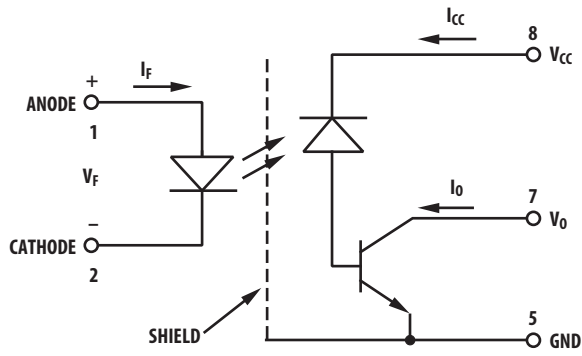 ANODE
+
1
I_F
V_F
−
CATHODE
2
SHIELD
I_CC
8
V_CC
I_O
7
V_O
5
GND